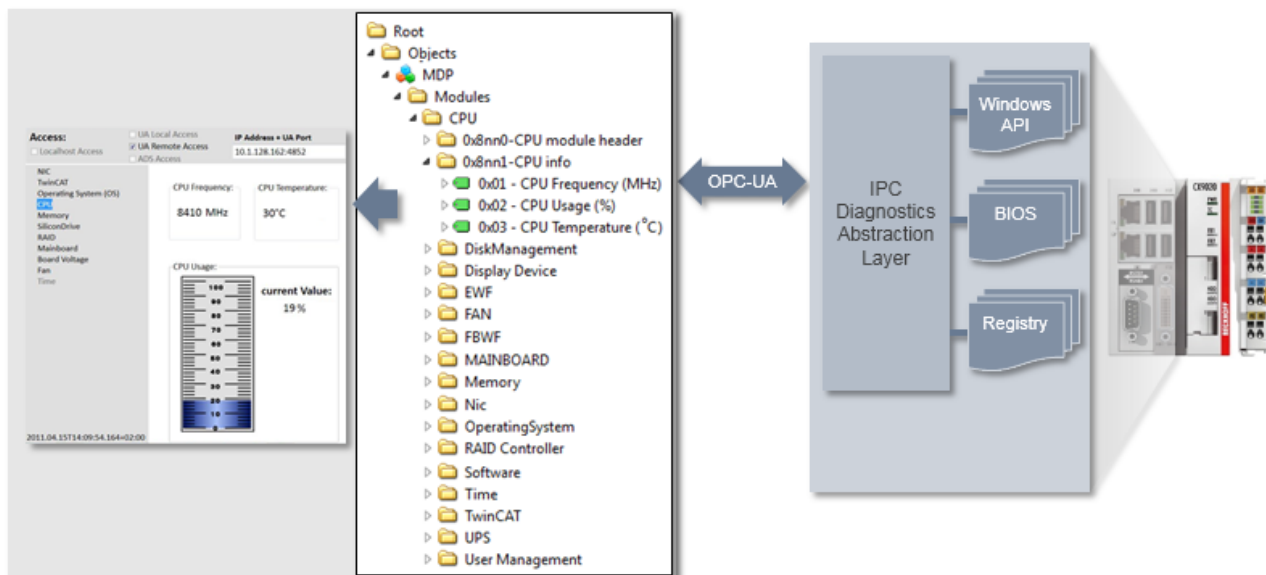 Access:
UA Local Access
UA Remote Access
ADS Access
Localhost Access
IP Address + UA Port
10.1.128.162:4852
NIC
TwinCAT
Operating System (OS)
CPU
Memory
SiliconDrive
RAID
Mainboard
Board Voltage
Fan
Time
CPU Frequency:
8410 MHz
CPU Temperature:
30°C
CPU Usage:
100
90
80
70
60
50
40
30
20
10
0
current Value:
19 %
2011.04.15T14:09:54.164+02:00
Root
Objects
MDP
Modules
CPU
0x8nn0-CPU module header
0x8nn1-CPU info
0x01 - CPU Frequency (MHz)
0x02 - CPU Usage (%)
0x03 - CPU Temperature (°C)
DiskManagement
Display Device
EWF
FAN
FBWF
MAINBOARD
Memory
Nic
OperatingSystem
RAID Controller
Software
Time
TwinCAT
UPS
User Management
OPC-UA
IPC
Diagnostics
Abstraction
Layer
Windows
API
BIOS
Registry
CX9020
BECKHOFF